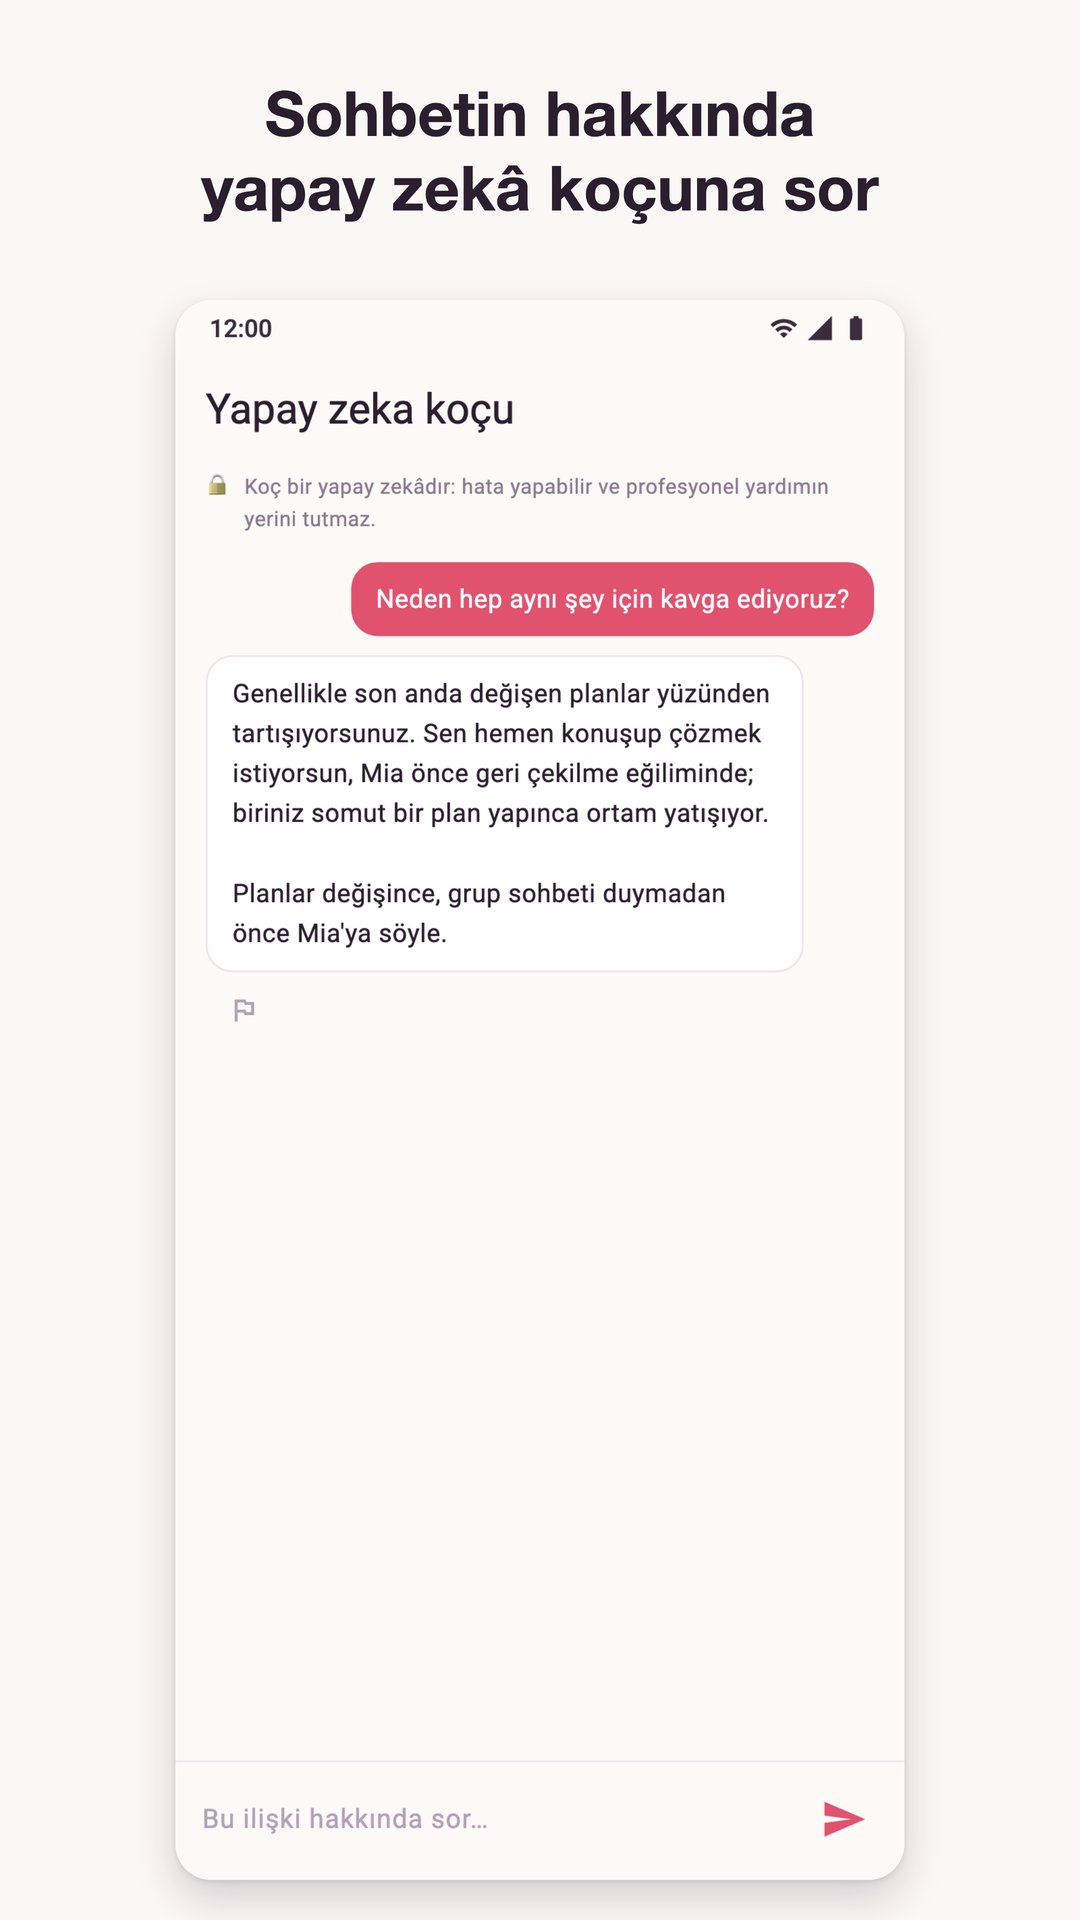 Sohbetin hakkında
yapay zekâ koçuna sor
12:00
Yapay zeka koçu
Koç bir yapay zekâdır: hata yapabilir ve profesyonel yardımın
yerini tutmaz.
Neden hep aynı şey için kavga ediyoruz?
Genellikle son anda değişen planlar yüzünden
tartışıyorsunuz. Sen hemen konuşup çözmek
istiyorsun, Mia önce geri çekilme eğiliminde;
biriniz somut bir plan yapınca ortam yatışıyor.
Planlar değişince, grup sohbeti duymadan
önce Mia'ya söyle.
Bu ilişki hakkında sor...